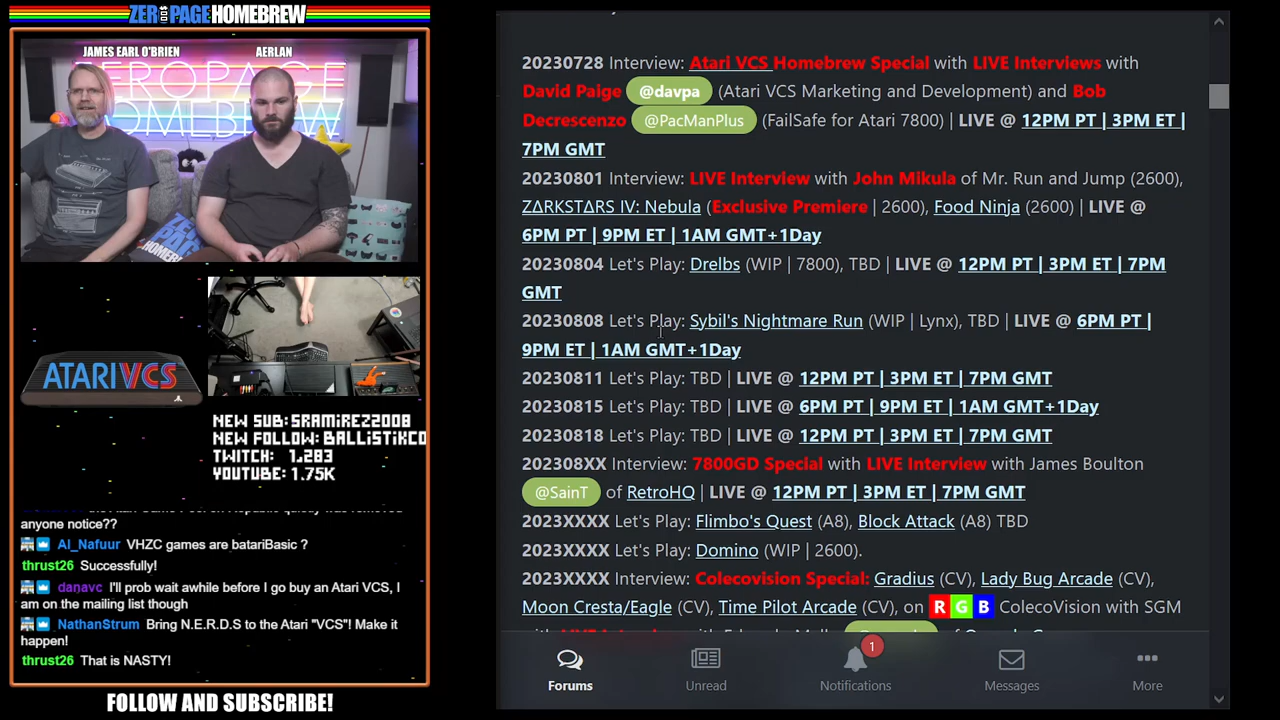 ZEROPAGE HOMEBREW
JAMES EARL O'BRIEN
AERLAN
ZEROPAGE
HOMEBREW
ATARI VCS
NEW SUB: SRAMIREZ2008
NEW FOLLOW: BALLISTIKCO
TWITCH: 1,283
YOUTUBE: 1.75K
anyone notice??
Al_Nafuur VHZC games are batariBasic ?
thrust26 Successfully!
danavc I'll prob wait awhile before I go buy an Atari VCS, I
am on the mailing list though
NathanStrum Bring N.E.R.D.S to the Atari "VCS"! Make it
happen!
thrust26 That is NASTY!
FOLLOW AND SUBSCRIBE!
20230728 Interview: Atari VCS Homebrew Special with LIVE Interviews with
David Paige @davpa (Atari VCS Marketing and Development) and Bob
Decrescenzo @PacManPlus (FailSafe for Atari 7800) | LIVE @ 12PM PT | 3PM ET |
7PM GMT
20230801 Interview: LIVE Interview with John Mikula of Mr. Run and Jump (2600),
ZΔRKSTΔRS IV: Nebula (Exclusive Premiere | 2600), Food Ninja (2600) | LIVE @
6PM PT | 9PM ET | 1AM GMT+1Day
20230804 Let's Play: Drelbs (WIP | 7800), TBD | LIVE @ 12PM PT | 3PM ET | 7PM
GMT
20230808 Let's Play: Sybil's Nightmare Run (WIP | Lynx), TBD | LIVE @ 6PM PT |
9PM ET | 1AM GMT+1Day
20230811 Let's Play: TBD | LIVE @ 12PM PT | 3PM ET | 7PM GMT
20230815 Let's Play: TBD | LIVE @ 6PM PT | 9PM ET | 1AM GMT+1Day
20230818 Let's Play: TBD | LIVE @ 12PM PT | 3PM ET | 7PM GMT
202308XX Interview: 7800GD Special with LIVE Interview with James Boulton
@SainT of RetroHQ | LIVE @ 12PM PT | 3PM ET | 7PM GMT
2023XXXX Let's Play: Flimbo's Quest (A8), Block Attack (A8) TBD
2023XXXX Let's Play: Domino (WIP | 2600).
2023XXXX Interview: Colecovision Special: Gradius (CV), Lady Bug Arcade (CV),
Moon Cresta/Eagle (CV), Time Pilot Arcade (CV), on R G B ColecoVision with SGM
1
Forums
Unread
Notifications
Messages
More